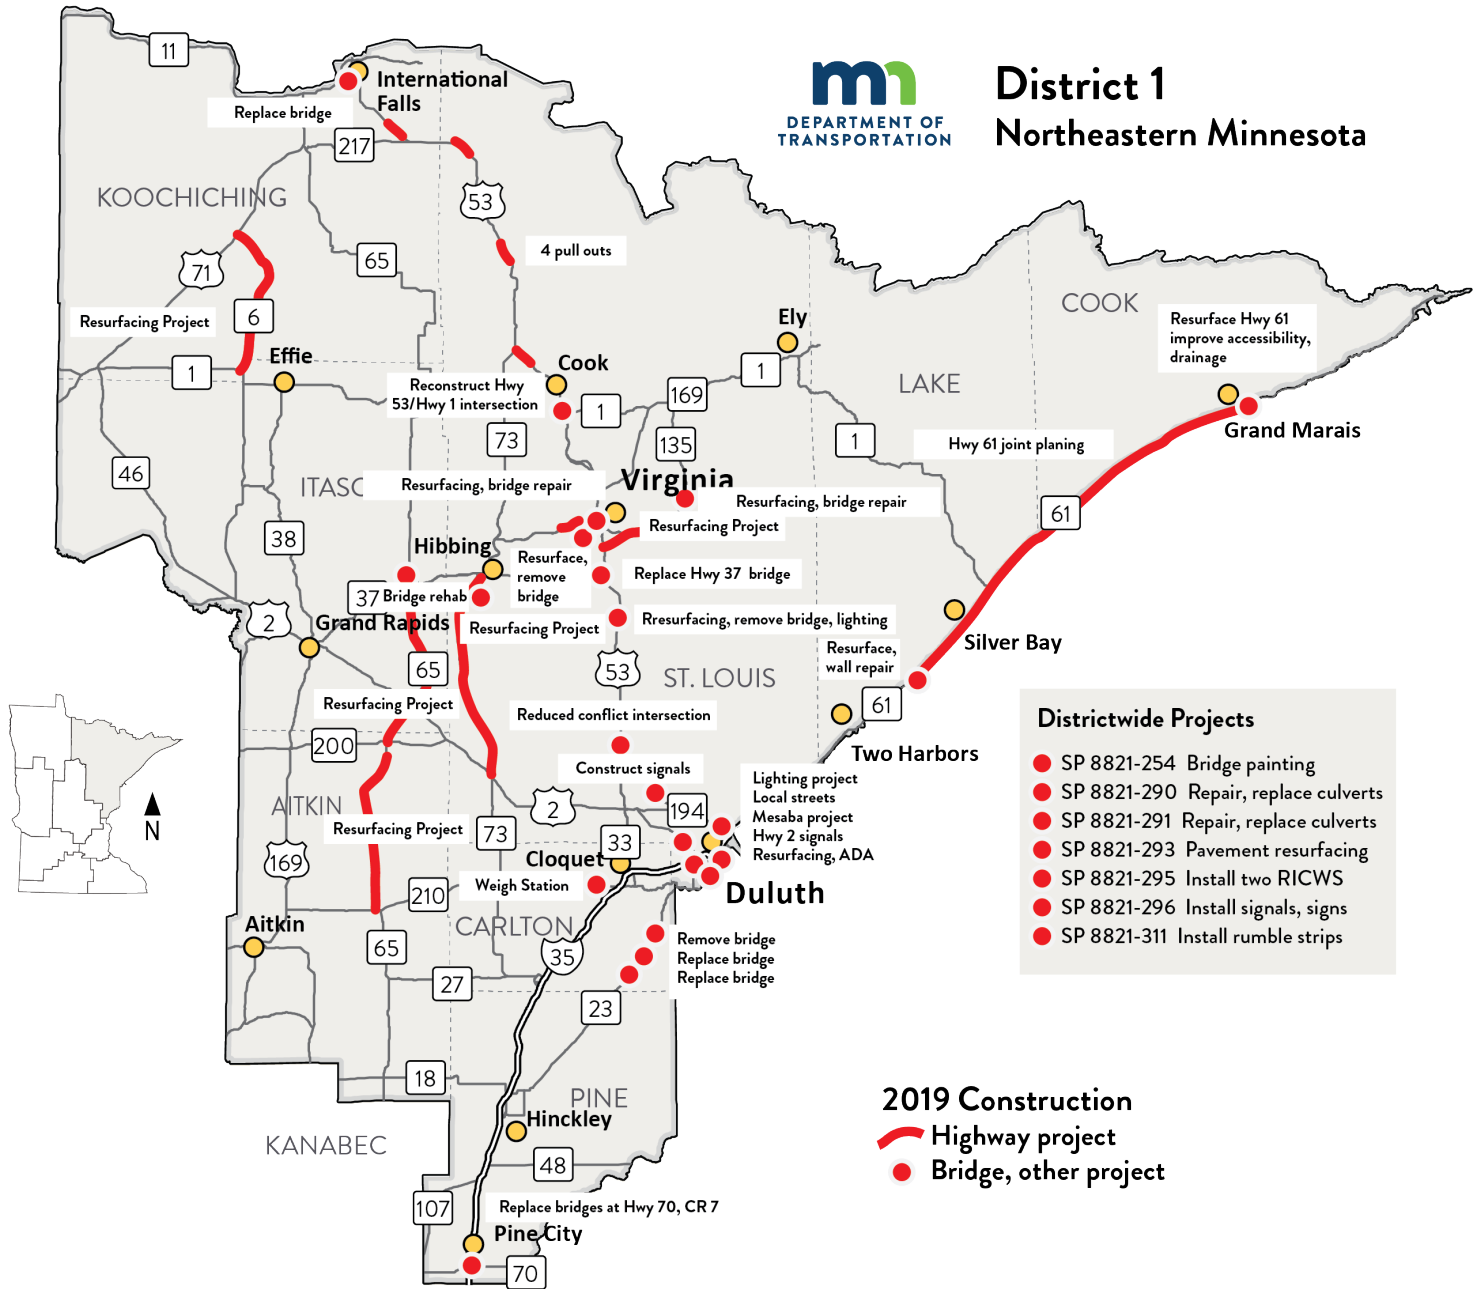 11
International
Falls
Replace bridge
217
DEPARTMENT OF
TRANSPORTATION
District 1
Northeastern Minnesota
KOOCHICHING
53
71
65
4 pull outs
Resurfacing Project
6
1
Effie
Cook
Reconstruct Hwy
53/Hwy 1 intersection
1
Ely
1
169
135
73
LAKE
COOK
Resurface Hwy 61
improve accessibility,
drainage
Grand Marais
1
Hwy 61 joint planing
61
46
ITASC
Resurfacing, bridge repair
Virginia
Resurfacing, bridge repair
Resurfacing Project
38
Hibbing
Resurface,
remove
bridge
Replace Hwy 37 bridge
37
Bridge rehab
2
Grand Rapids
Resurfacing Project
Rresurfacing, remove bridge, lighting
Silver Bay
Resurface,
wall repair
65
53
ST. LOUIS
61
Resurfacing Project
Reduced conflict intersection
200
Two Harbors
Construct signals
AITKIN
2
194
Lighting project
Local streets
Mesaba project
Hwy 2 signals
Resurfacing, ADA
Resurfacing Project
73
33
169
Cloquet
Weigh Station
Duluth
210
Aitkin
CARLTON
65
35
Remove bridge
Replace bridge
Replace bridge
27
23
18
PINE
Hinckley
KANABEC
48
107
Replace bridges at Hwy 70, CR 7
Pine City
70
N
Districtwide Projects
SP 8821-254 Bridge painting
SP 8821-290 Repair, replace culverts
SP 8821-291 Repair, replace culverts
SP 8821-293 Pavement resurfacing
SP 8821-295 Install two RICWS
SP 8821-296 Install signals, signs
SP 8821-311 Install rumble strips
2019 Construction
Highway project
Bridge, other project